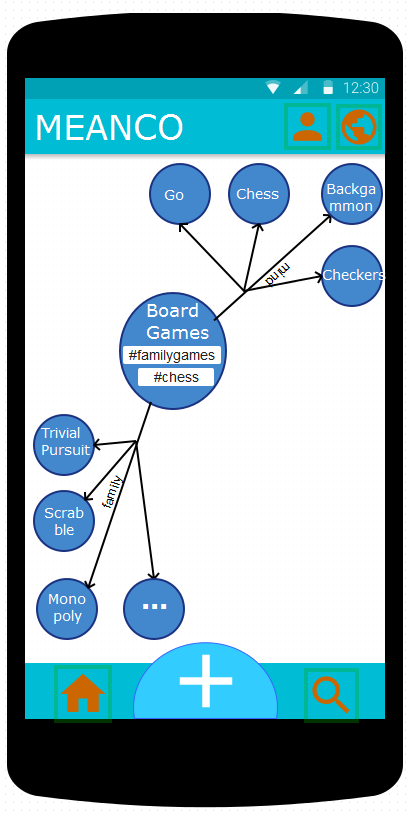 12:30
MEANCO
Go
Chess
Backga
mmon
Checkers
mind
Board
Games
#familygames
#chess
Trivial
Pursuit
family
Scrab
ble
Mono
poly
...